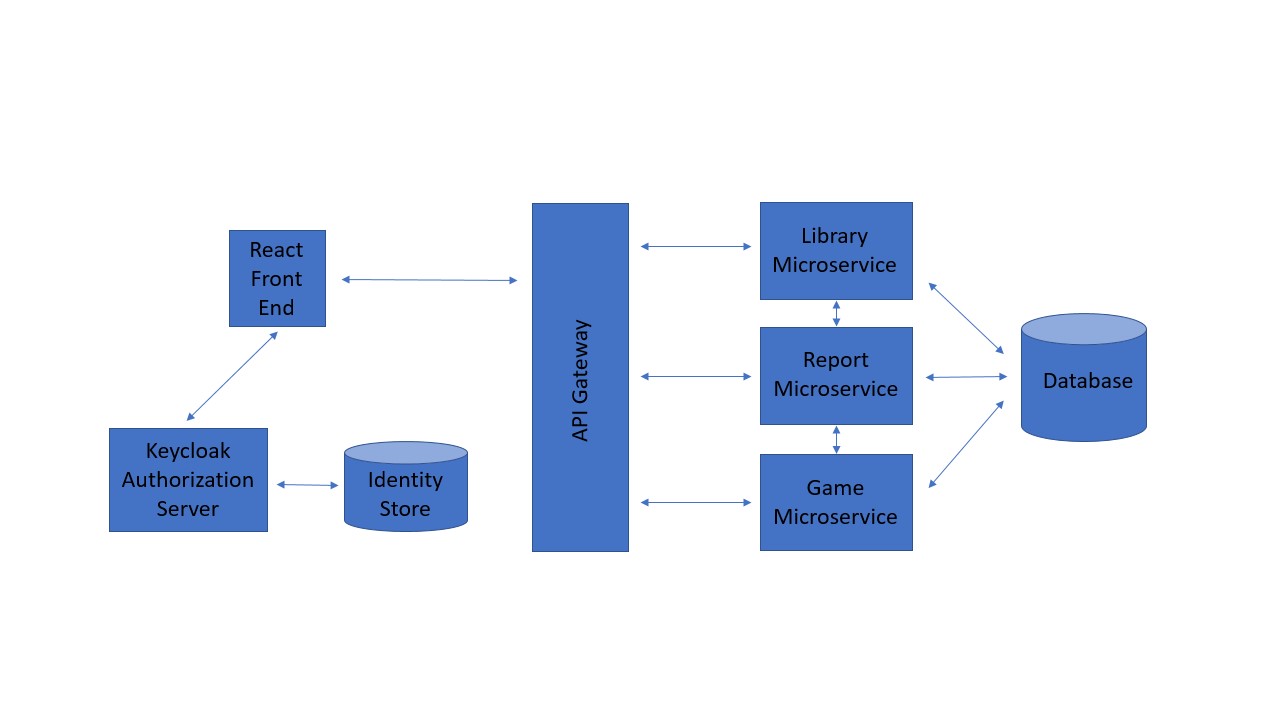 React
Front
End
Keycloak
Authorization
Server
Identity
Store
API Gateway
Library
Microservice
Report
Microservice
Game
Microservice
Database